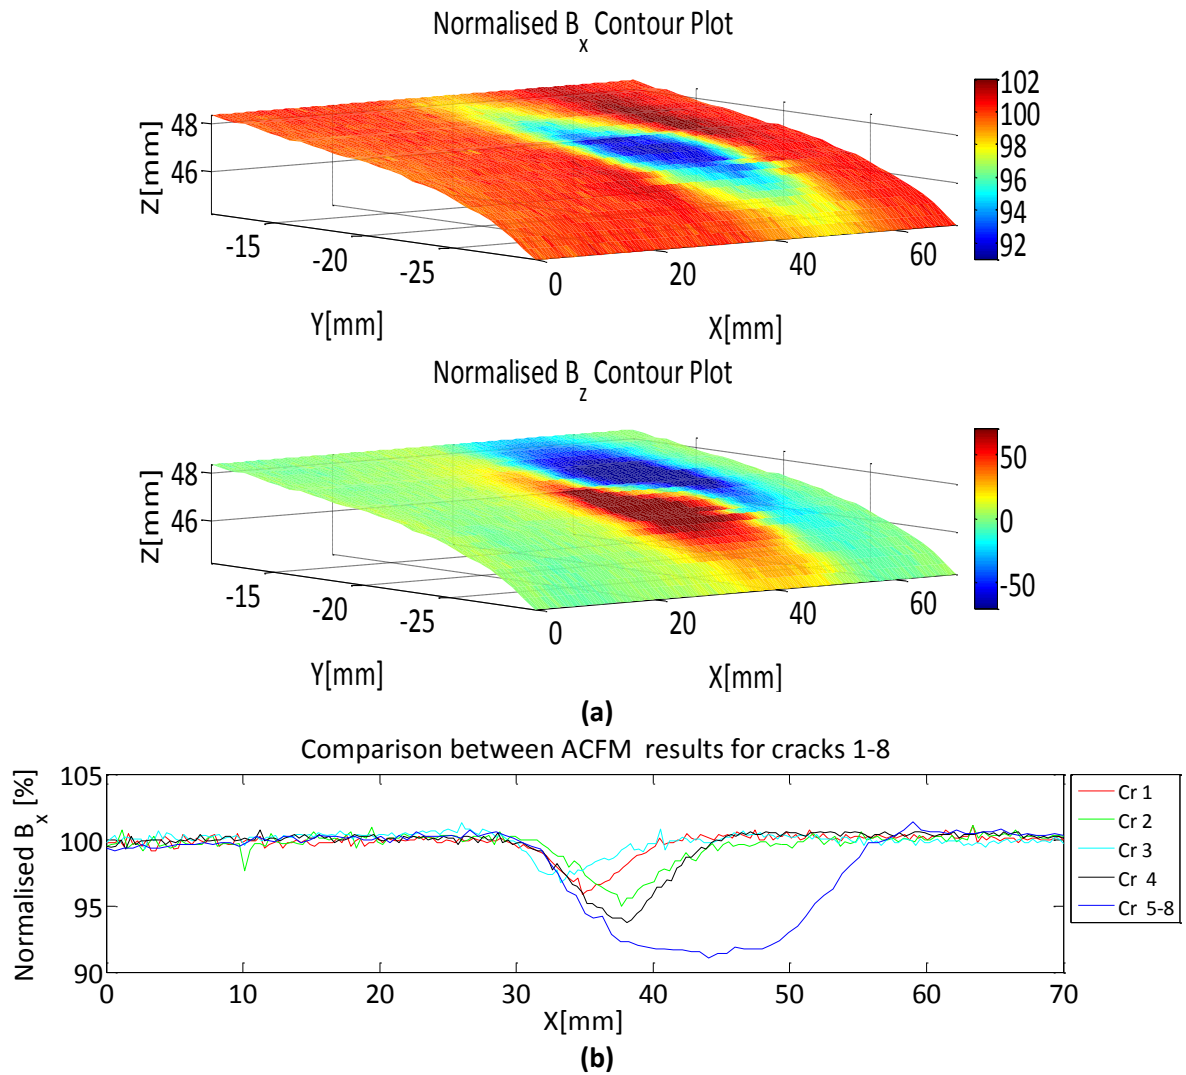 Normalised Bx Contour Plot
102
100
98
96
94
92
48
46
Z[mm]
-15
-20
-25
0
20
40
60
Y[mm]
X[mm]
Normalised Bz Contour Plot
50
0
-50
48
46
Z[mm]
-15
-20
-25
0
20
40
60
Y[mm]
X[mm]
(a)
Comparison between ACFM results for cracks 1-8
Normalised Bx [%]
105
100
95
90
0 10 20 30 40 50 60 70
X[mm]
Cr 1
Cr 2
Cr 3
Cr 4
Cr 5-8
(b)